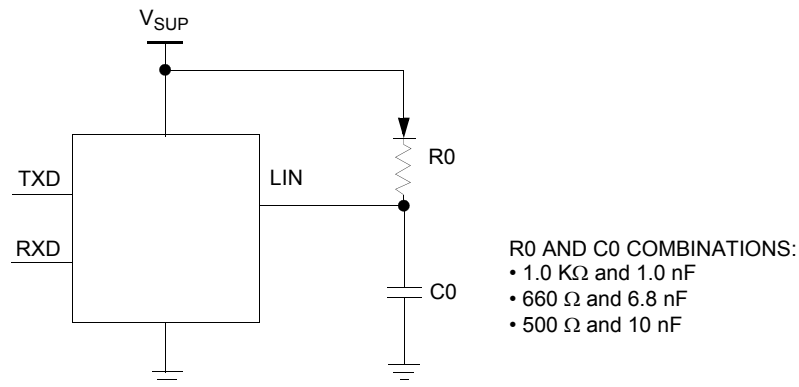 VSUP
R0
TXD
LIN
RXD
C0
R0 AND C0 COMBINATIONS:
• 1.0 KΩ and 1.0 nF
• 660 Ω and 6.8 nF
• 500 Ω and 10 nF